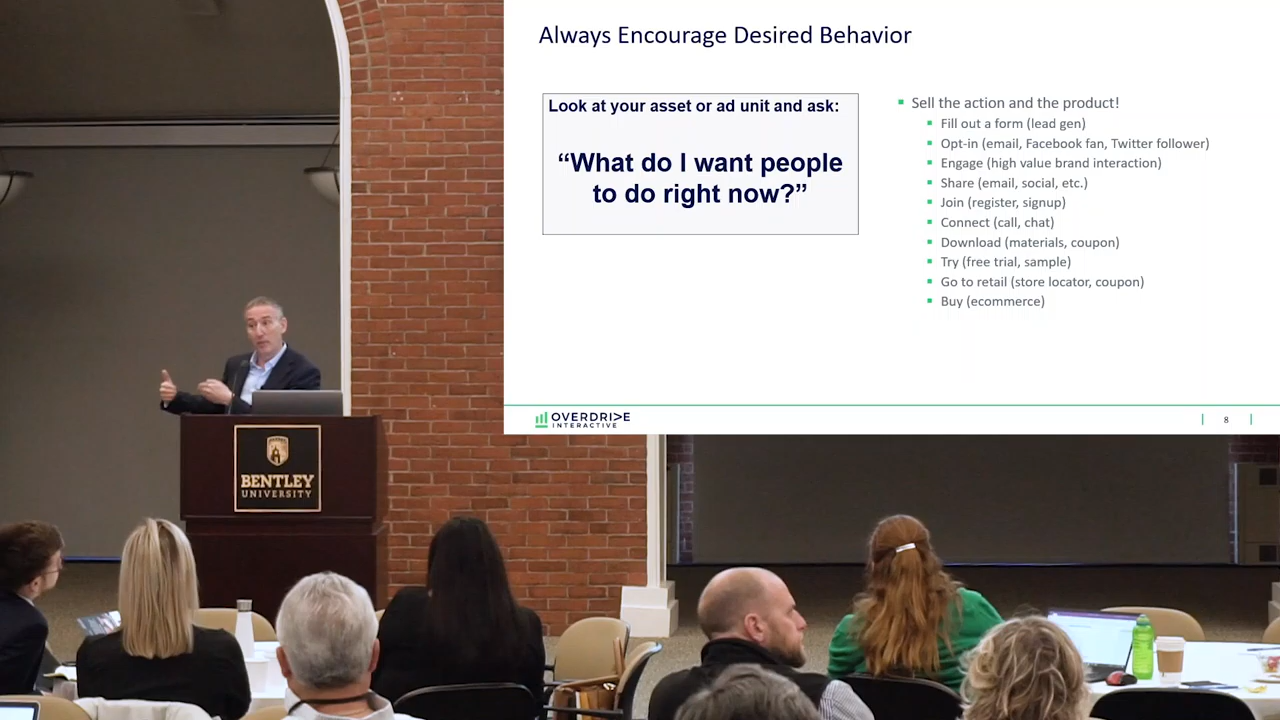 Always Encourage Desired Behavior
Look at your asset or ad unit and ask:
“What do I want people
to do right now?”
Sell the action and the product!
Fill out a form (lead gen)
Opt-in (email, Facebook fan, Twitter follower)
Engage (high value brand interaction)
Share (email, social, etc.)
Join (register, signup)
Connect (call, chat)
Download (materials, coupon)
Try (free trial, sample)
Go to retail (store locator, coupon)
Buy (ecommerce)
OVERDRIVE
INTERACTIVE
8
BENTLEY
UNIVERSITY